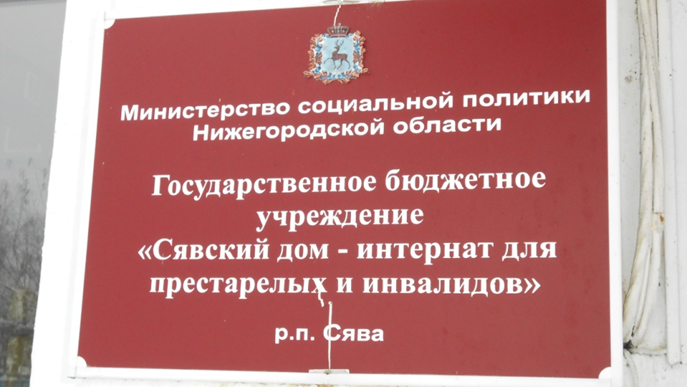 Министерство социальной политики
Нижегородской области
Государственное бюджетное
учреждение
«Сявский дом - интернат для
престарелых и инвалидов»
р.п. Сява